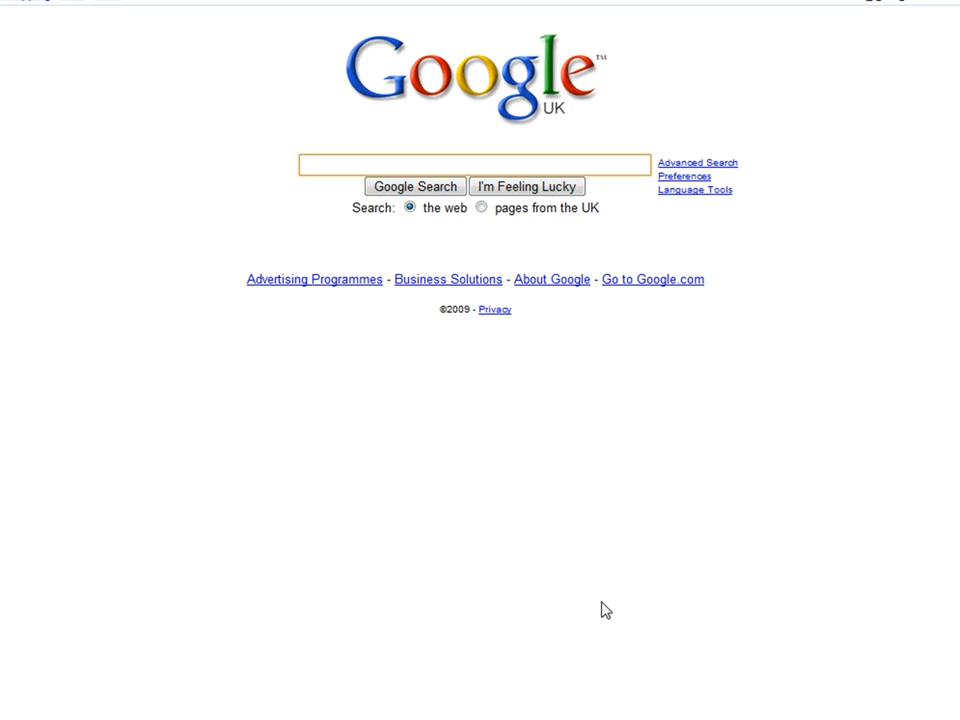 Google™
UK
Advanced Search
Preferences
Language Tools
Google Search I'm Feeling Lucky
Search: the web pages from the UK
Advertising Programmes - Business Solutions - About Google - Go to Google.com
©2009 - Privacy